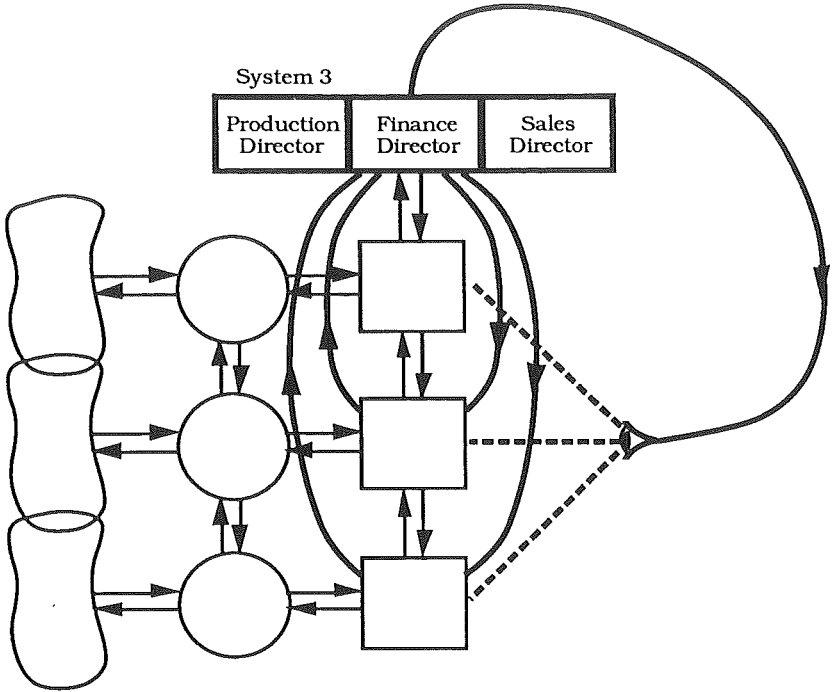 System 3
Production
Director
Finance
Director
Sales
Director